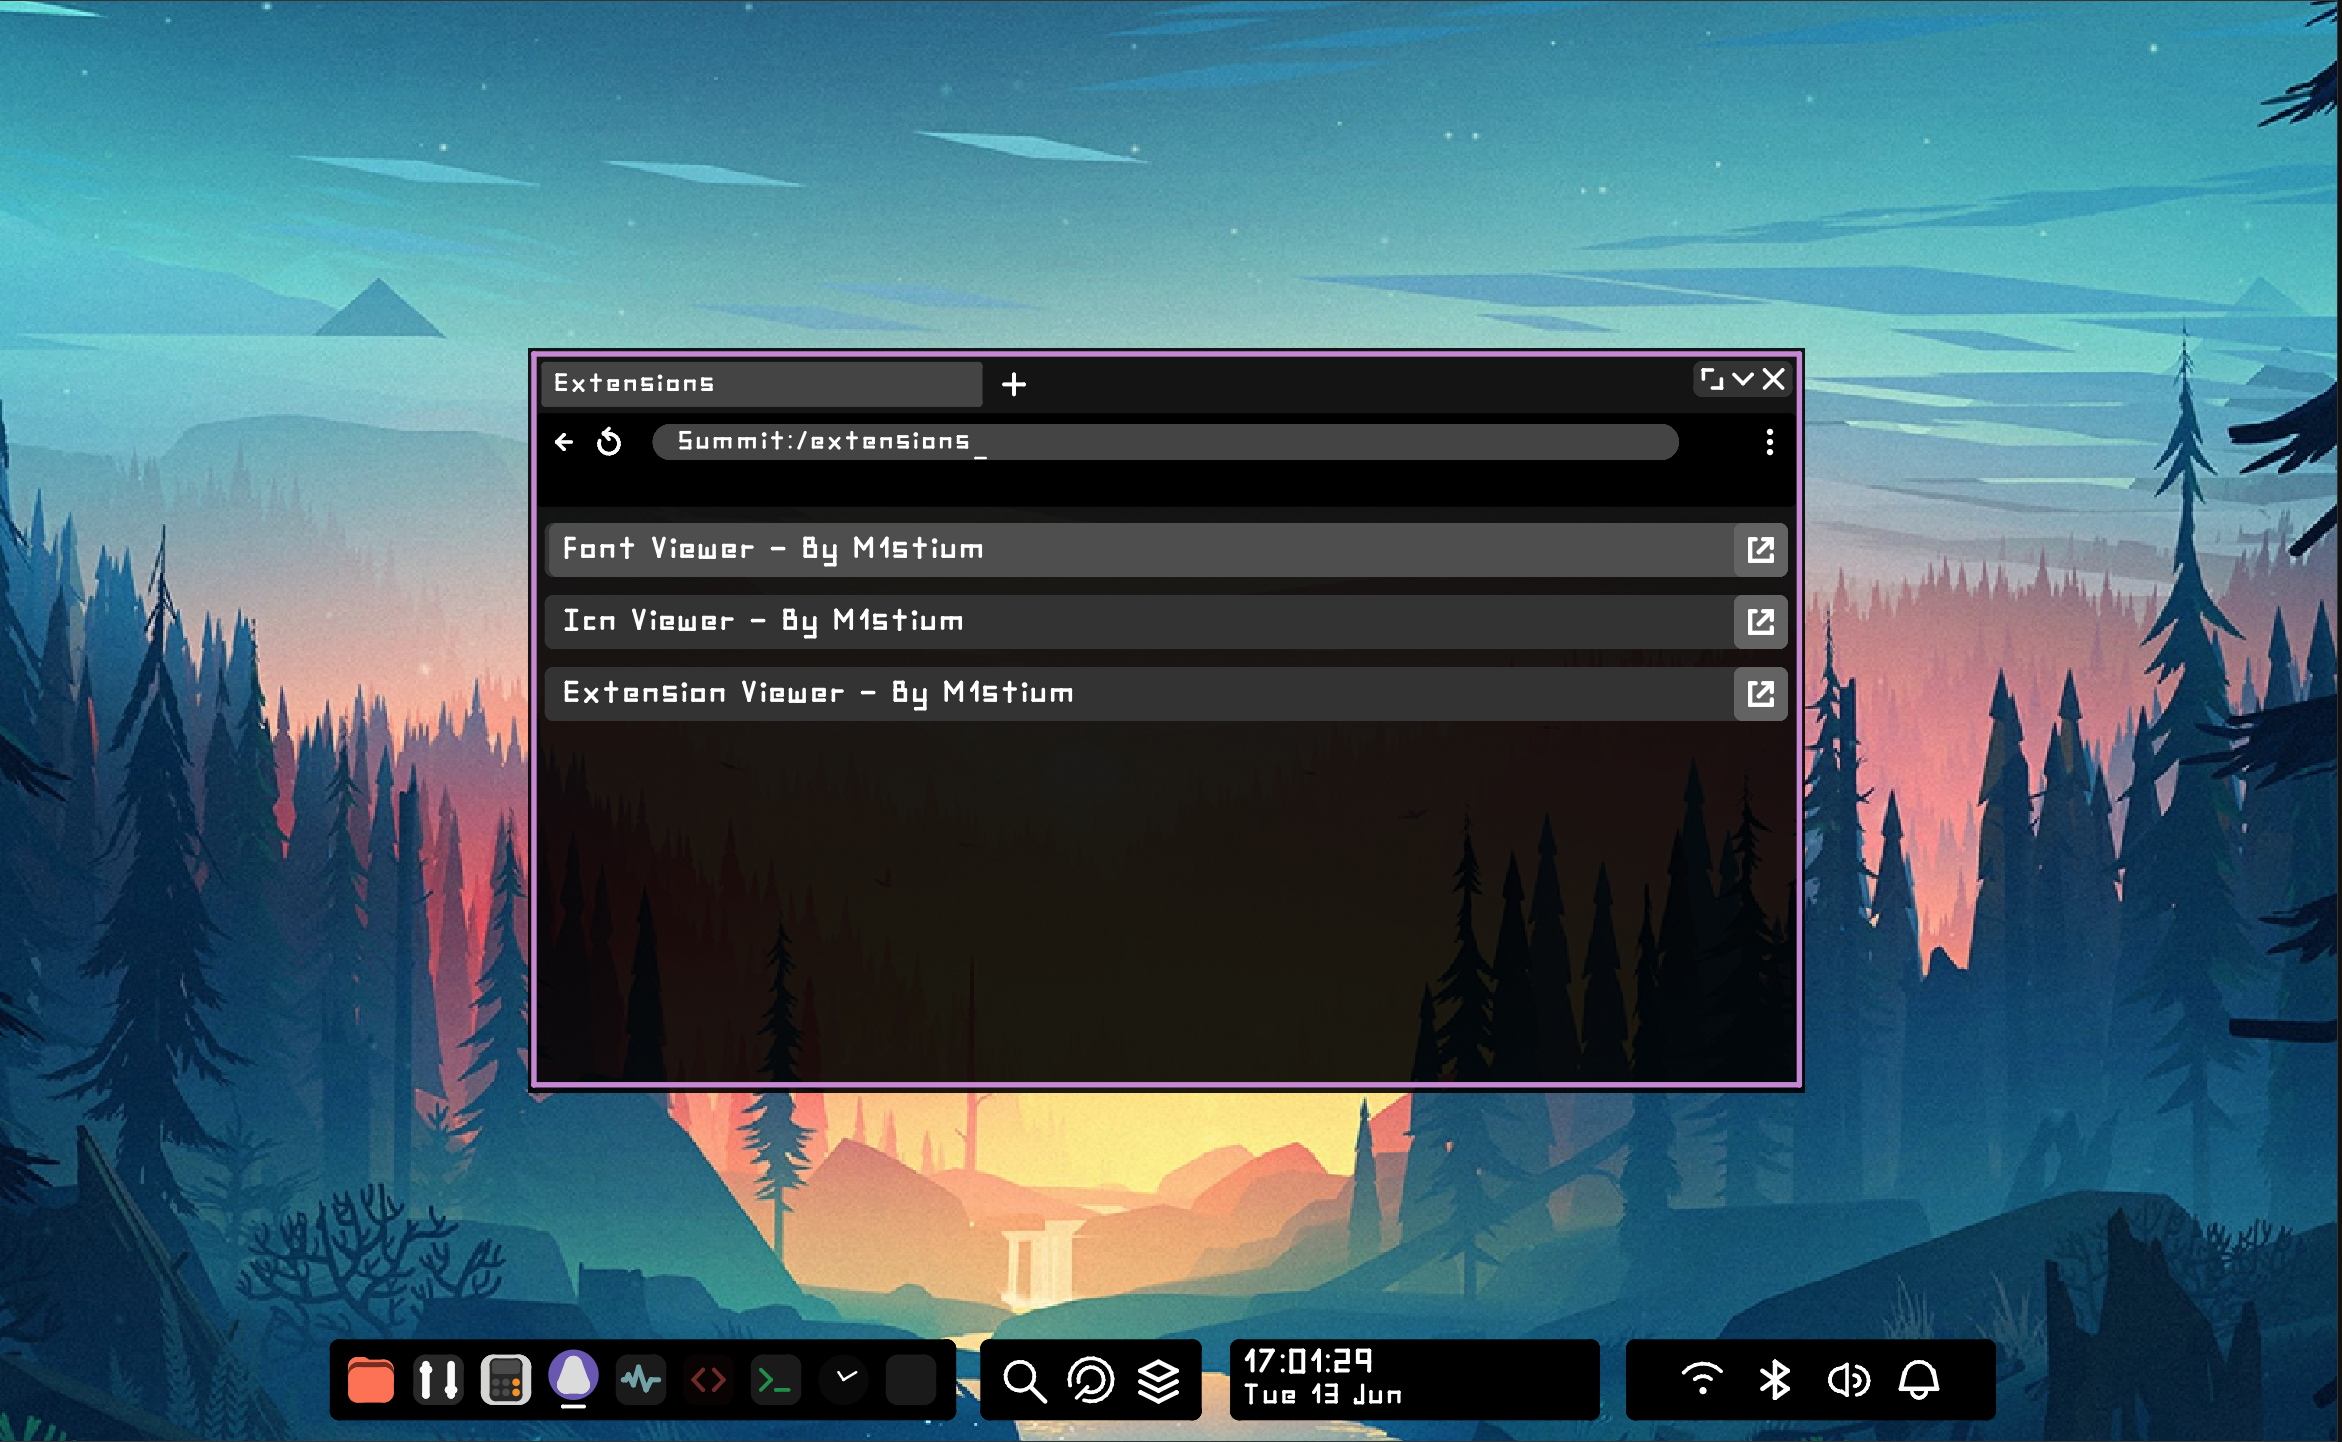 Extensions
Summit:/extensions_
Font Viewer - By M1stium
Icn Viewer - By M1stium
Extension Viewer - By M1stium
17:01:29
Tue 13 Jun